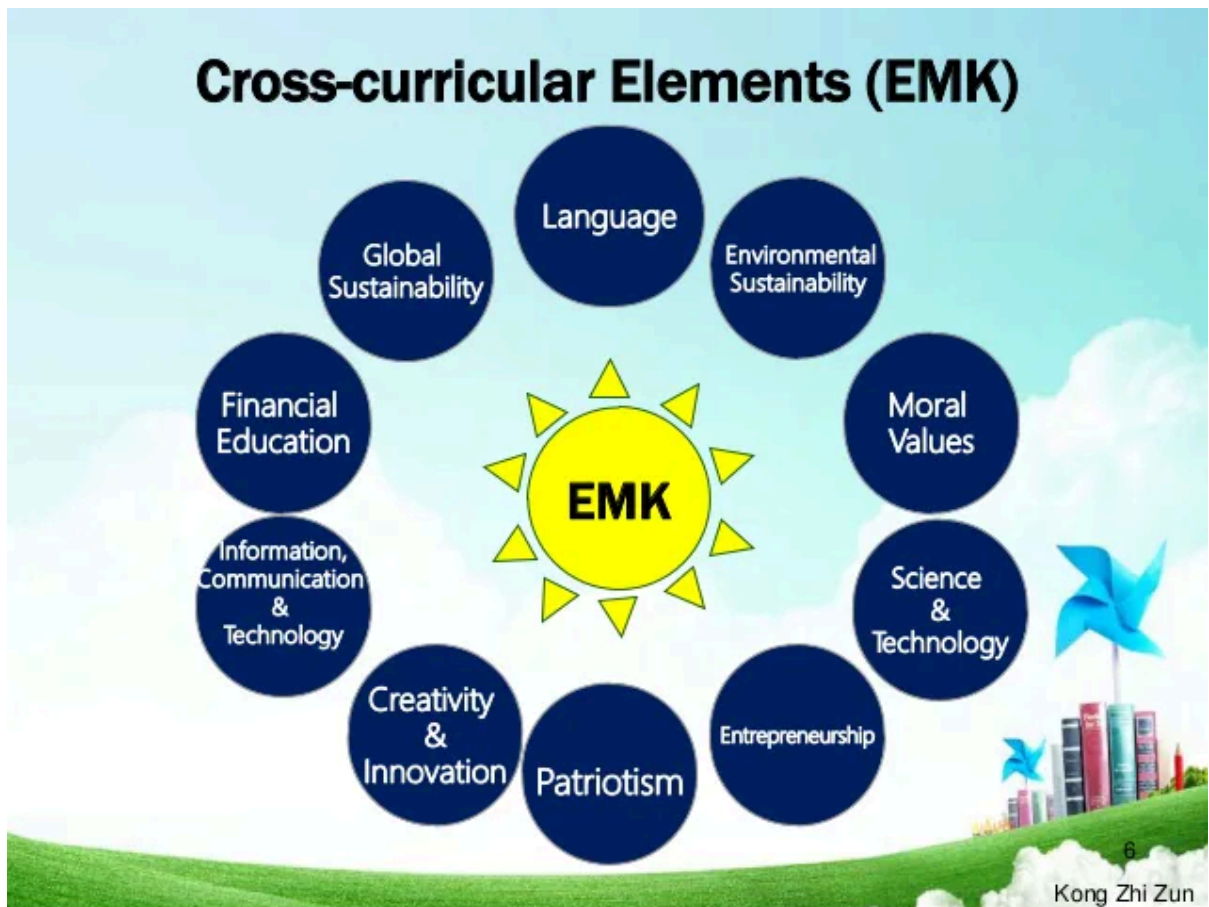 Cross-curricular Elements (EMK)
Language
Environmental
Sustainability
Moral
Values
Science
&
Technology
Entrepreneurship
Patriotism
Creativity
&
Innovation
Information,
Communication
&
Technology
Financial
Education
Global
Sustainability
EMK
6
Kong Zhi Zun